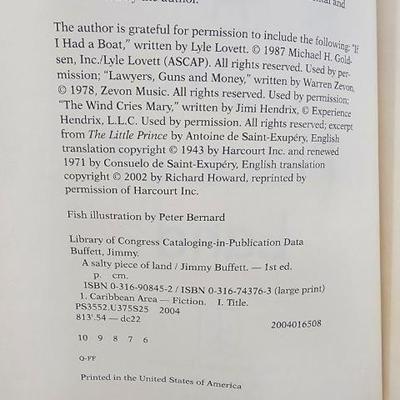 by the author.
and
The author is grateful for permission to include the following: "If
I Had a Boat," written by Lyle Lovett. © 1987 Michael H. Gold-
sen, Inc./Lyle Lovett (ASCAP). All rights reserved. Used by per-
mission; "Lawyers, Guns and Money," written by Warren Zevon,
© 1978, Zevon Music. All rights reserved. Used by permission;
"The Wind Cries Mary," written by Jimi Hendrix, © Experience
Hendrix, L.L.C. Used by permission. All rights reserved; excerpt
from The Little Prince by Antoine de Saint-Exupéry, English
translation copyright © 1943 by Harcourt Inc. and renewed
1971 by Consuelo de Saint-Exupéry, English translation
copyright © 2002 by Richard Howard, reprinted by
permission of Harcourt Inc.
Fish illustration by Peter Bernard
Library of Congress Cataloging-in-Publication Data
Buffett, Jimmy.
A salty piece of land / Jimmy Buffett. — 1st ed.
p. cm.
ISBN 0-316-90845-2 / ISBN 0-316-74376-3 (large print)
1. Caribbean Area — Fiction. I. Title.
PS3552.U375S25 2004
813'.54 — dc22 2004016508
10 9 8 7 6
Q-FF
Printed in the United States of America